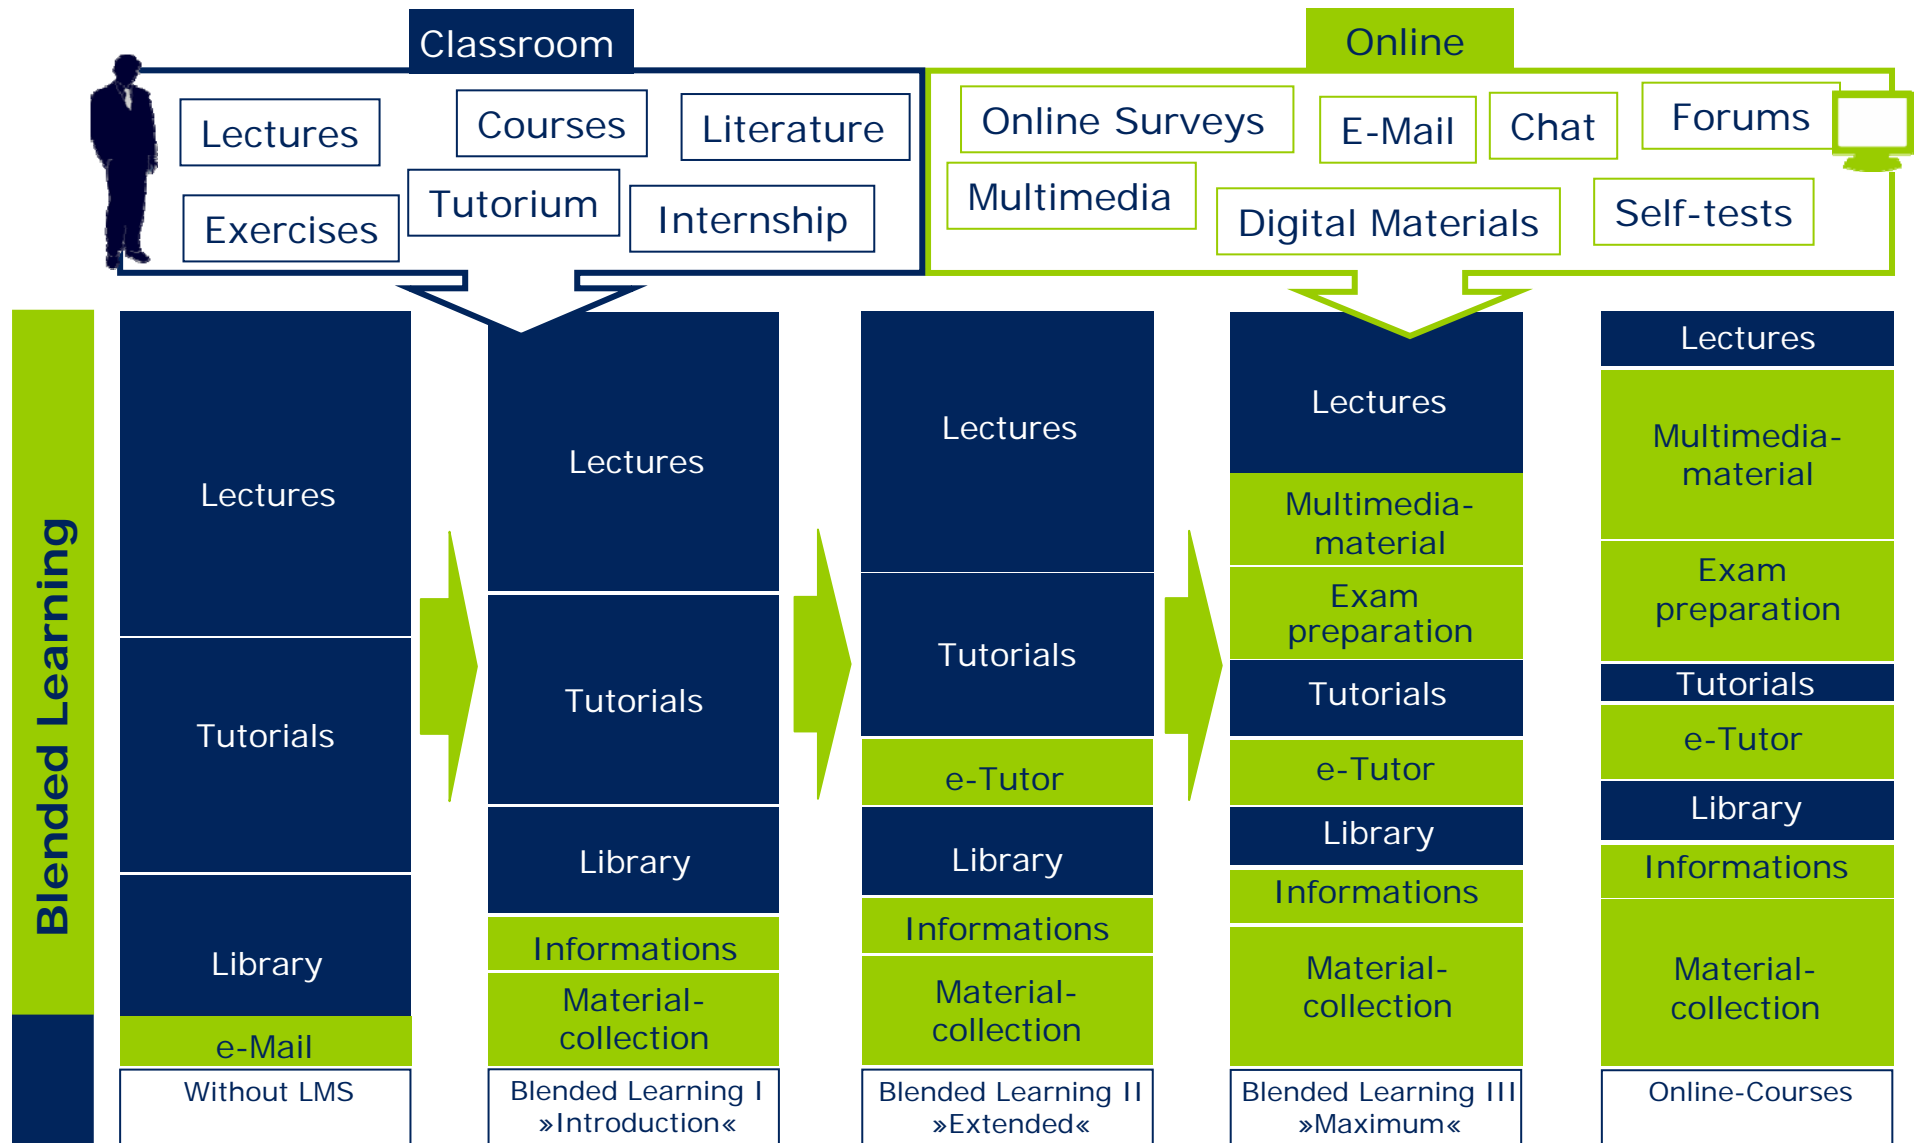 Classroom
Online
Lectures
Courses
Literature
Exercises
Tutorium
Internship
Online Surveys
E-Mail
Chat
Forums
Multimedia
Digital Materials
Self-tests
Blended Learning
Lectures
Tutorials
Library
e-Mail
Without LMS
Lectures
Tutorials
Library
Informations
Material-
collection
Blended Learning I
»Introduction«
Lectures
Tutorials
e-Tutor
Library
Informations
Material-
collection
Blended Learning II
»Extended«
Lectures
Multimedia-
material
Exam
preparation
Tutorials
e-Tutor
Library
Informations
Material-
collection
Blended Learning III
»Maximum«
Lectures
Multimedia-
material
Exam
preparation
Tutorials
e-Tutor
Library
Informations
Material-
collection
Online-Courses